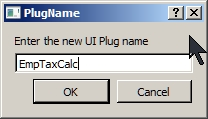 PlugName
Enter the new UI Plug name
EmpTaxCalc
OK Cancel